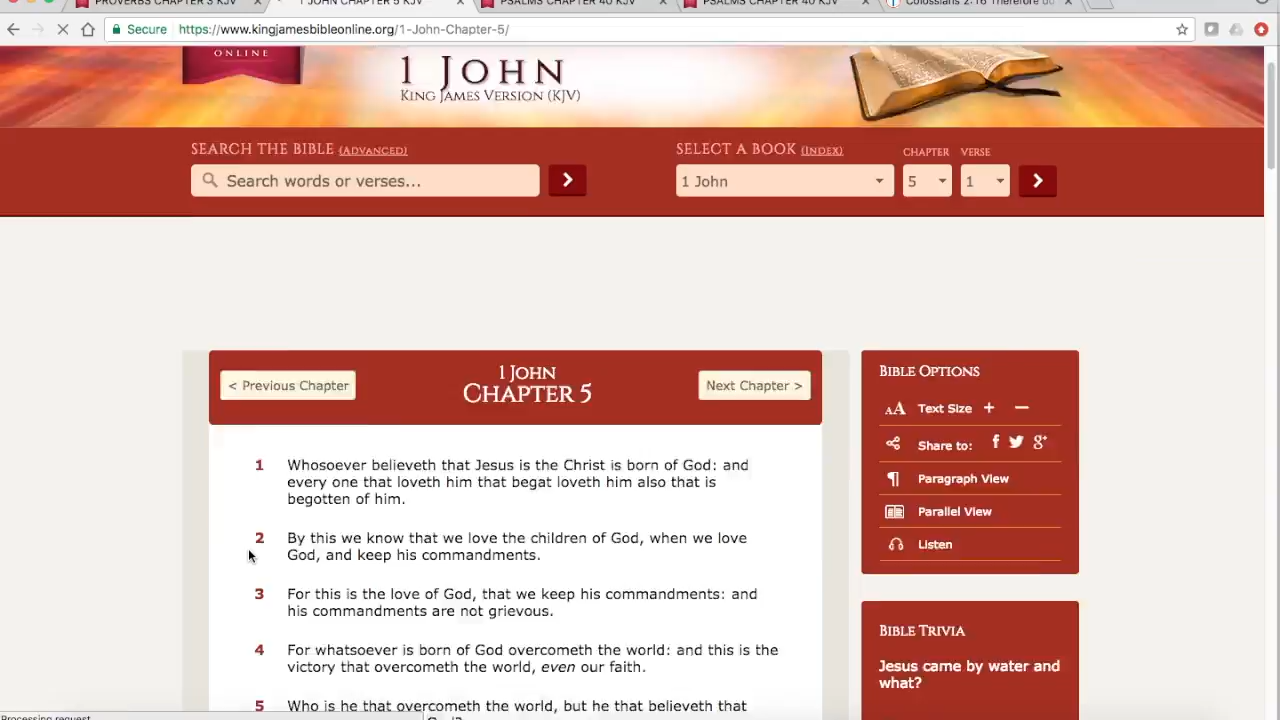 PROVERBS CHAPTER 3 KJV
1 JOHN CHAPTER 5 KJV
PSALMS CHAPTER 40 KJV
PSALMS CHAPTER 40 KJV
Colossians 2:16 Therefore do
Secure https://www.kingjamesbibleonline.org/1-John-Chapter-5/
ONLINE
1 JOHN
KING JAMES VERSION (KJV)
SEARCH THE BIBLE (ADVANCED)
Search words or verses...
SELECT A BOOK (INDEX) CHAPTER VERSE
1 John 5 1
< Previous Chapter
1 JOHN
CHAPTER 5
Next Chapter >
1 Whosoever believeth that Jesus is the Christ is born of God: and
every one that loveth him that begat loveth him also that is
begotten of him.
2 By this we know that we love the children of God, when we love
God, and keep his commandments.
3 For this is the love of God, that we keep his commandments: and
his commandments are not grievous.
4 For whatsoever is born of God overcometh the world: and this is the
victory that overcometh the world, even our faith.
5 Who is he that overcometh the world, but he that believeth that
BIBLE OPTIONS
AA Text Size + −
Share to: f g+
¶ Paragraph View
Parallel View
Listen
BIBLE TRIVIA
Jesus came by water and
what?
Processing request